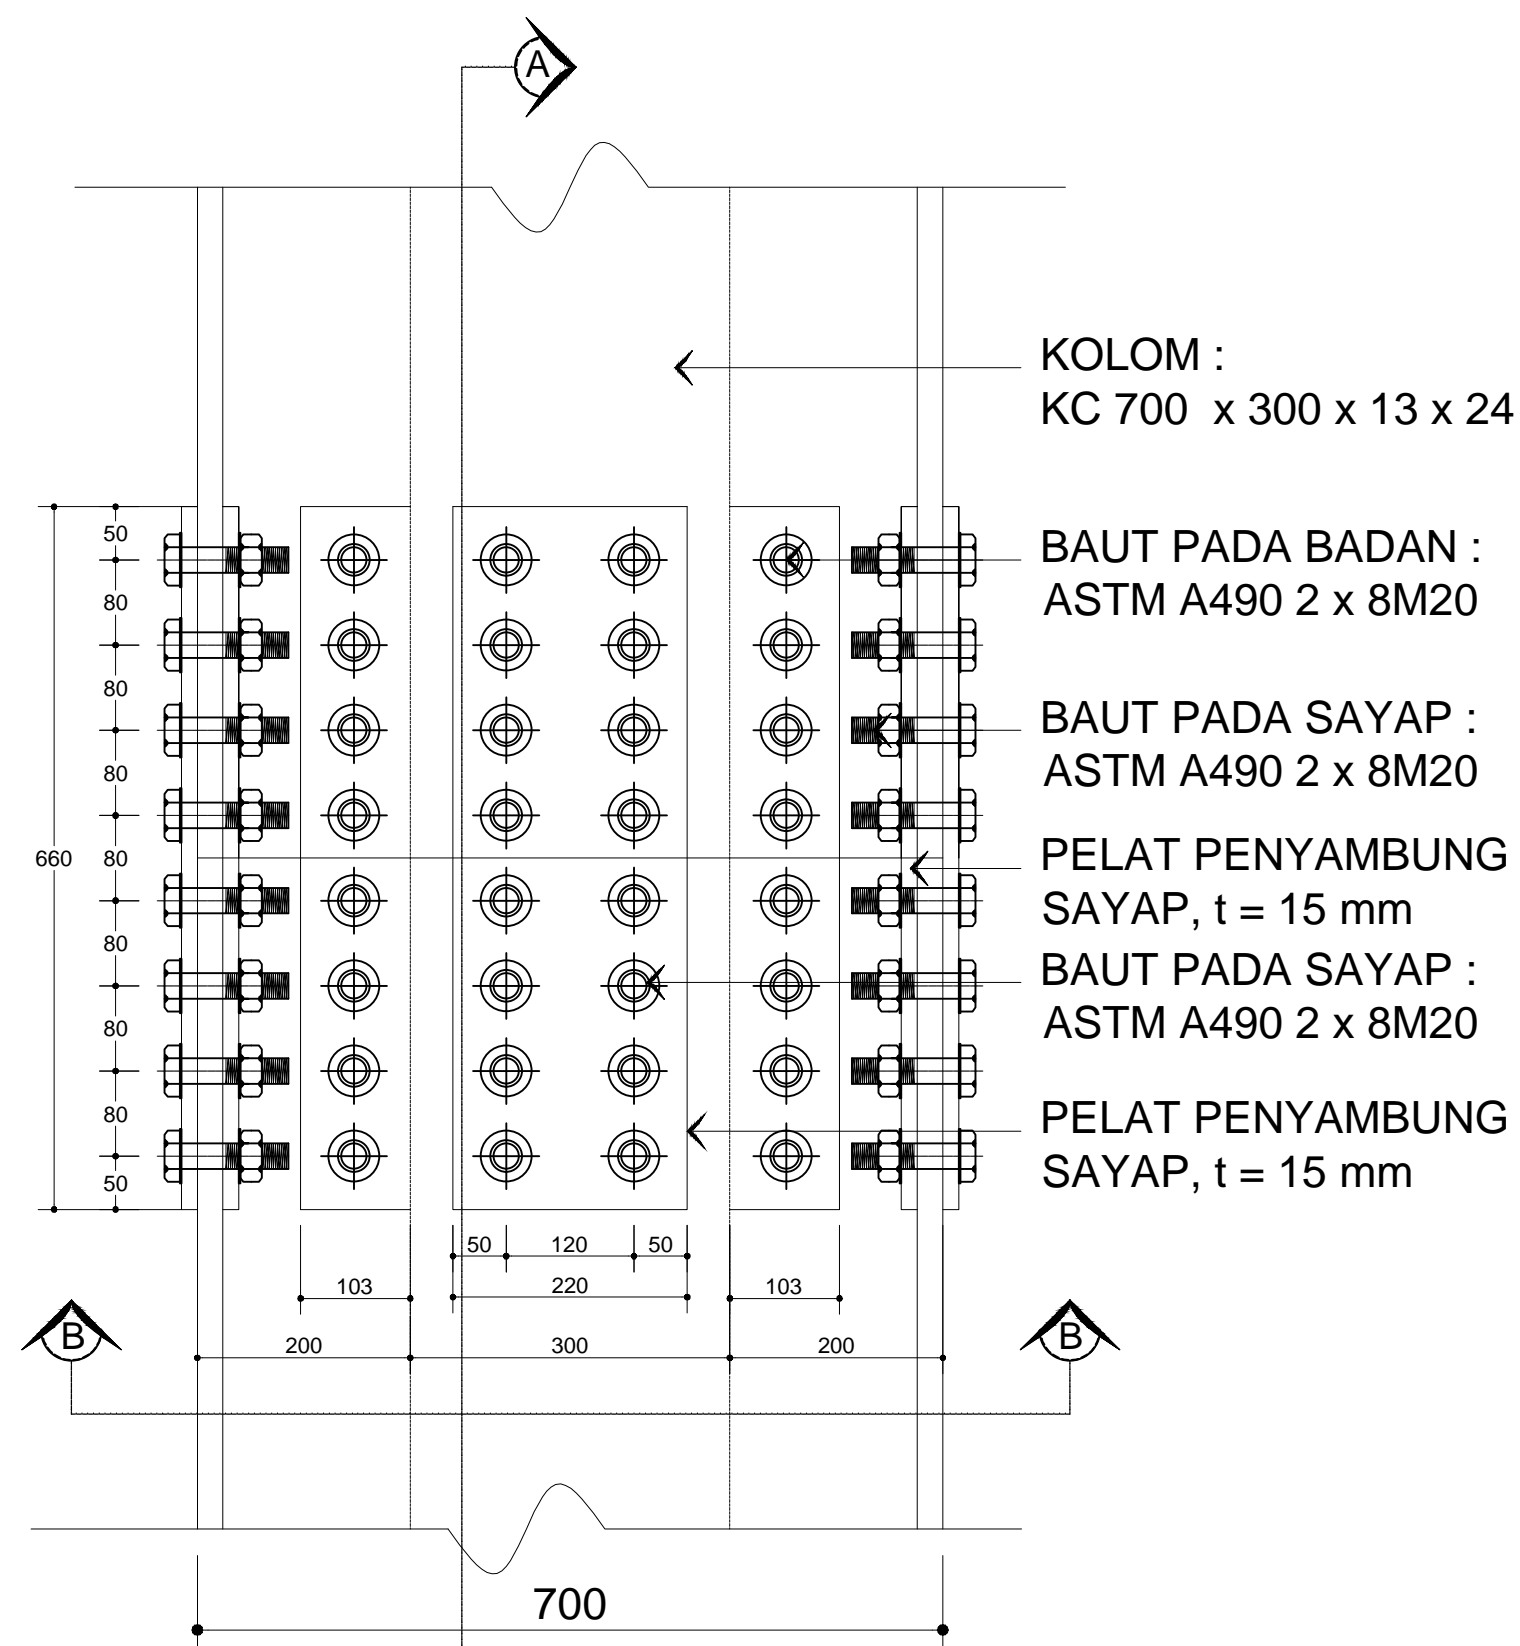 A
KOLOM :
KC 700 x 300 x 13 x 24
50
BAUT PADA BADAN :
ASTM A490 2 x 8M20
80
80
BAUT PADA SAYAP :
ASTM A490 2 x 8M20
80
660
80
PELAT PENYAMBUNG
SAYAP, t = 15 mm
80
BAUT PADA SAYAP :
ASTM A490 2 x 8M20
80
80
PELAT PENYAMBUNG
SAYAP, t = 15 mm
50
50 120 50
103 220 103
B B
200 300 200
700